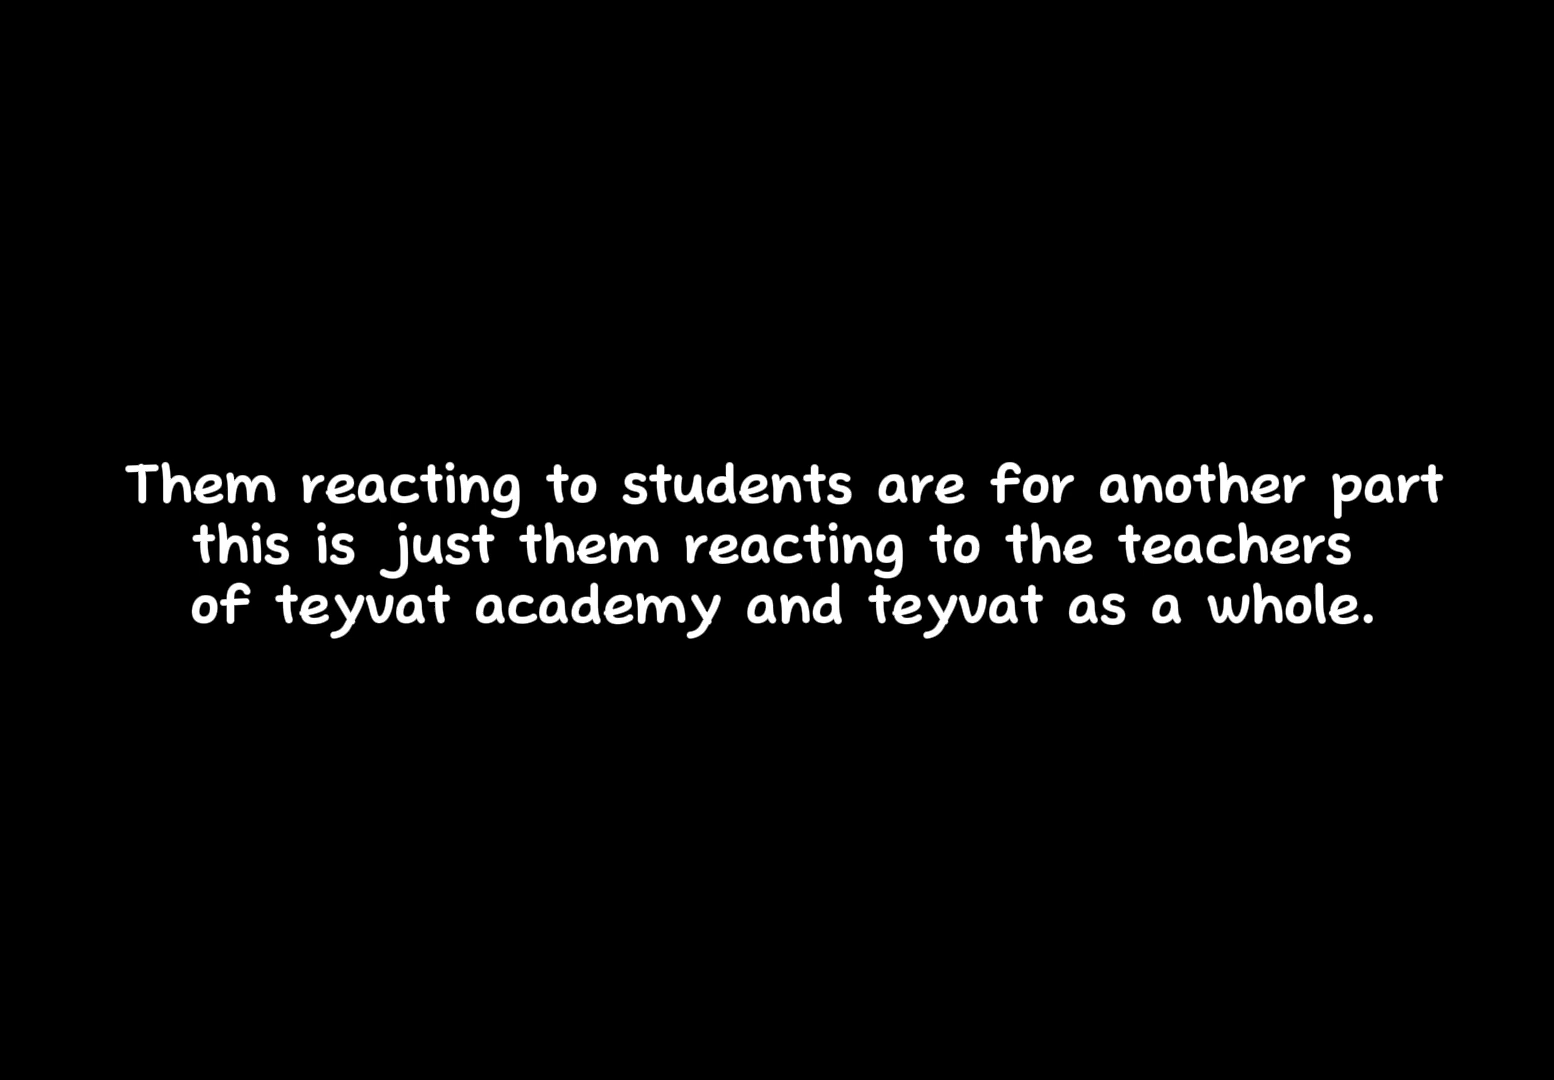 Them reacting to students are for another part
this is just them reacting to the teachers
of teyvat academy and teyvat as a whole.